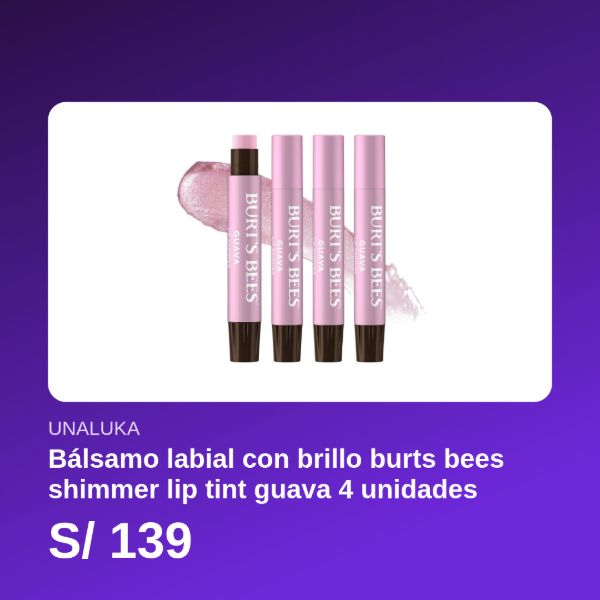 BURT'S BEES
GUAVA
BURT'S BEES
GUAVA
BURT'S BEES
GUAVA
BURT'S BEES
GUAVA
UNALUKA
Bálsamo labial con brillo burts bees
shimmer lip tint guava 4 unidades
S/ 139